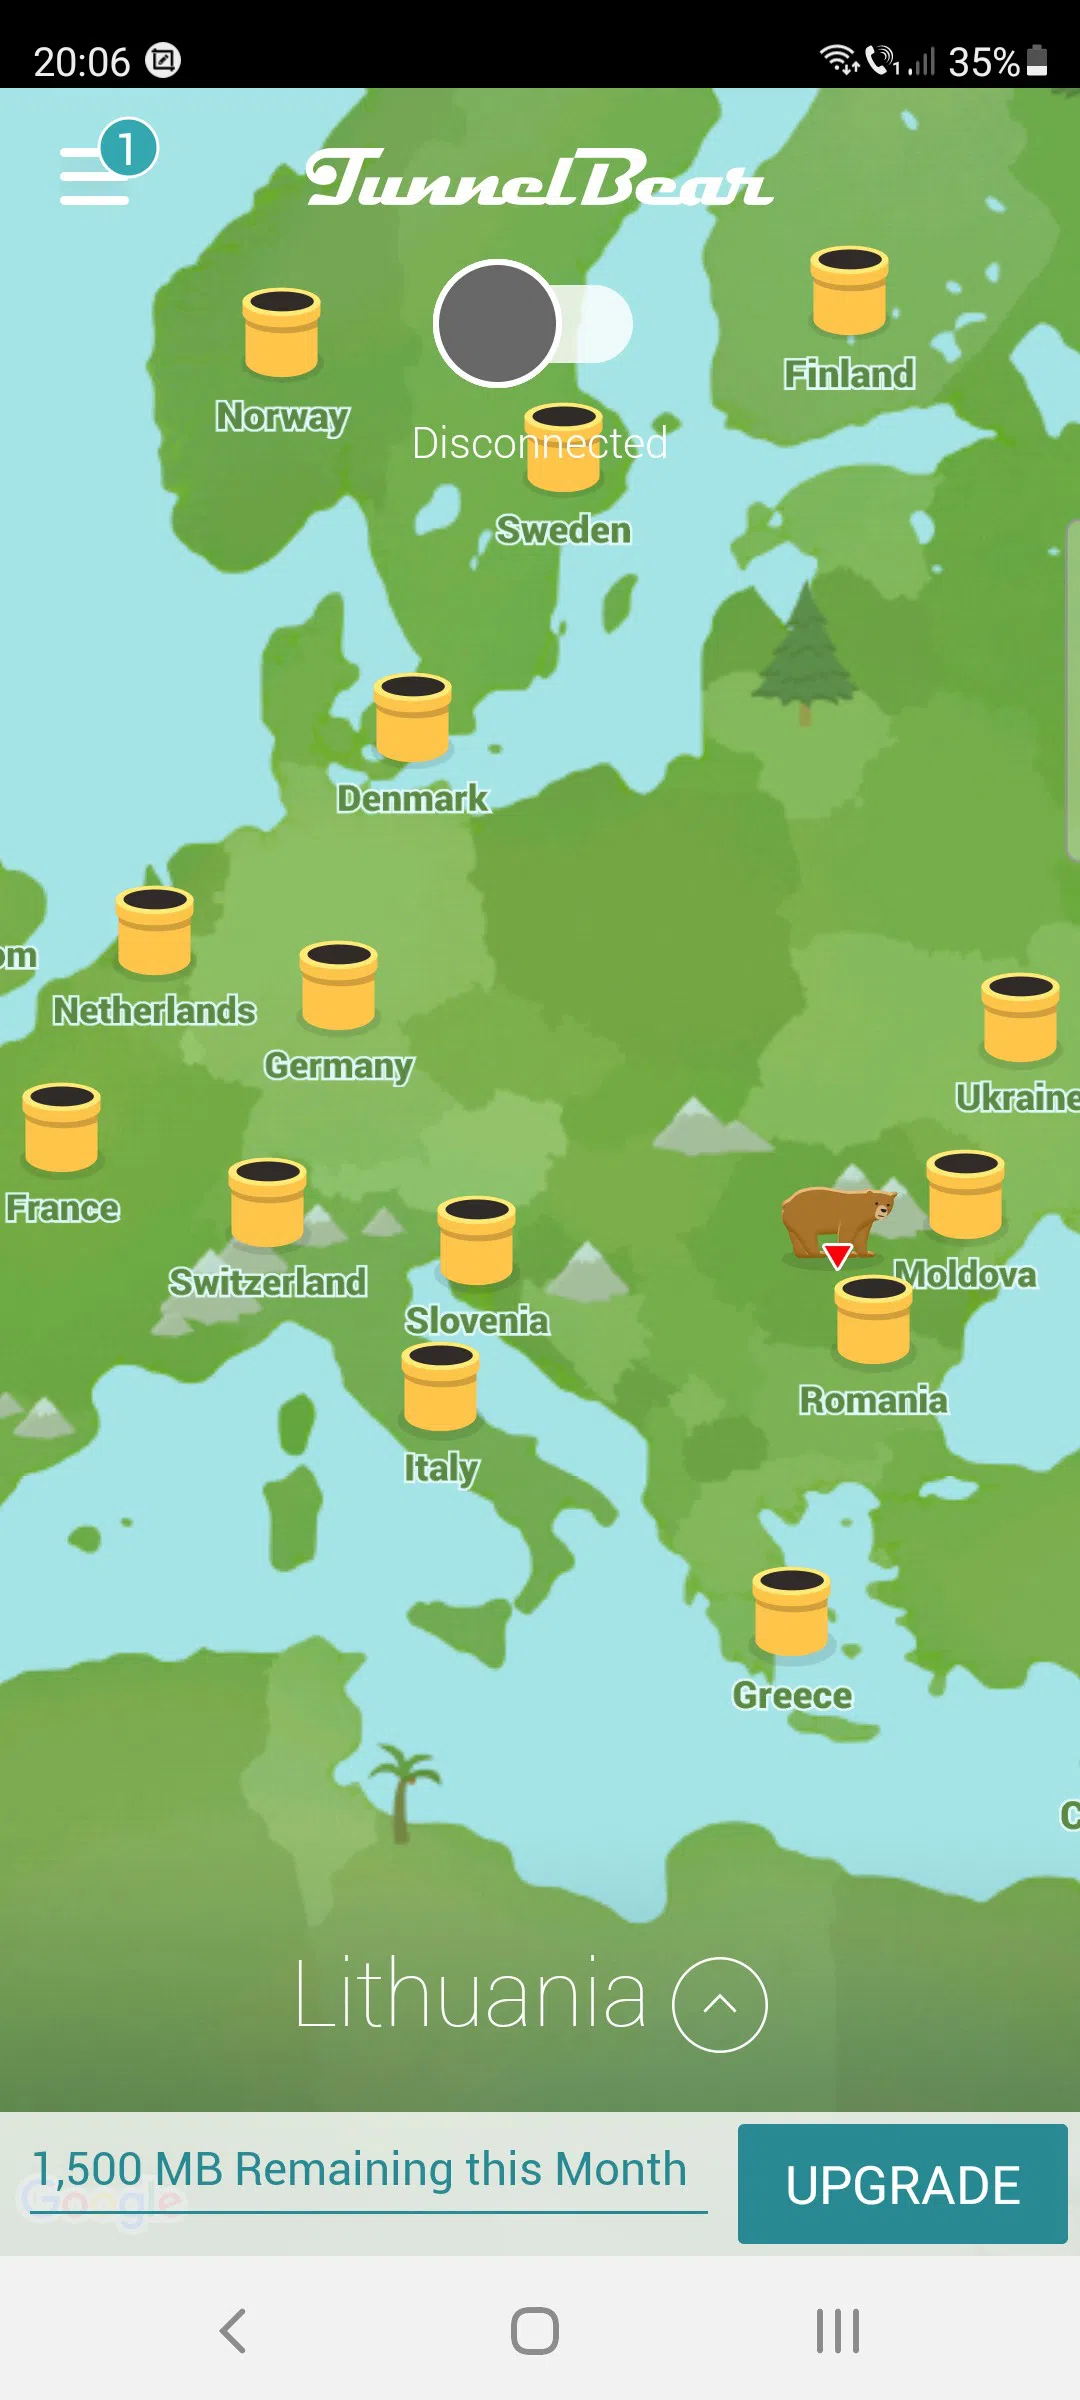 20:06
1 35%
1
TunnelBear
Finland
Norway
Disconnected
Sweden
Denmark
om
Netherlands
Germany
Ukraine
France
Moldova
Switzerland
Slovenia
Romania
Italy
Greece
C
Lithuania
1,500 MB Remaining this Month
UPGRADE
Google